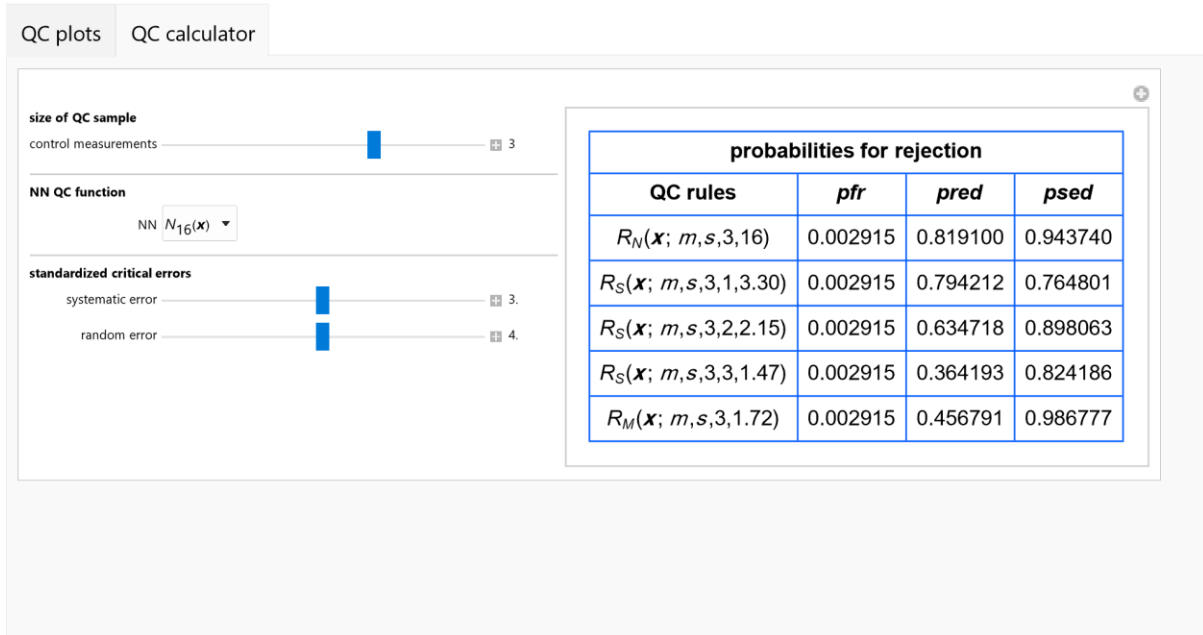 QC plots QC calculator
size of QC sample
control measurements 3
NN QC function
NN N16(x)
standardized critical errors
systematic error 3.
random error 4.
probabilities for rejection
QC rules pfr pred psed
RN(x; m,s,3,16) 0.002915 0.819100 0.943740
RS(x; m,s,3,1,3.30) 0.002915 0.794212 0.764801
RS(x; m,s,3,2,2.15) 0.002915 0.634718 0.898063
RS(x; m,s,3,3,1.47) 0.002915 0.364193 0.824186
RM(x; m,s,3,1.72) 0.002915 0.456791 0.986777